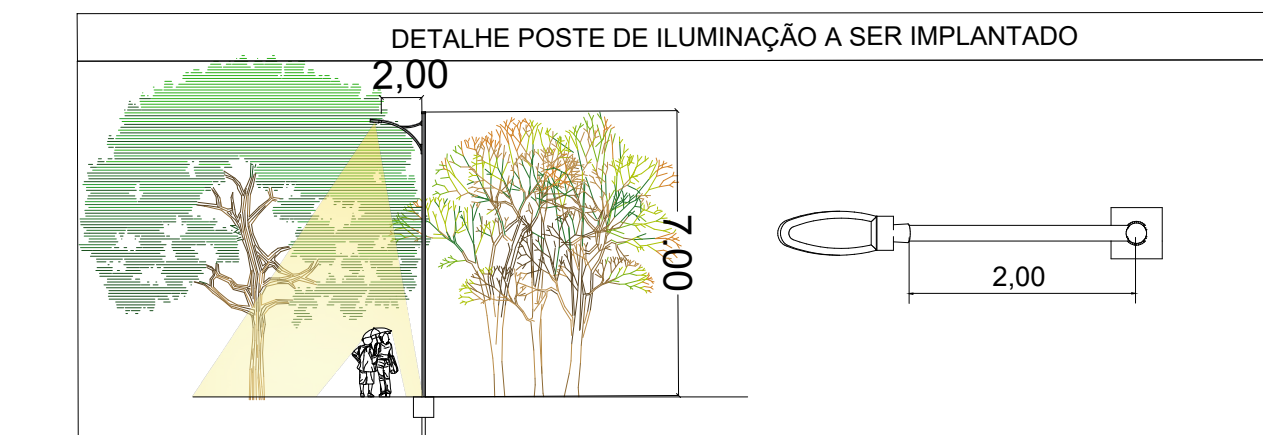 DETALHE POSTE DE ILUMINAÇÃO A SER IMPLANTADO
2,00
7.00
2,00